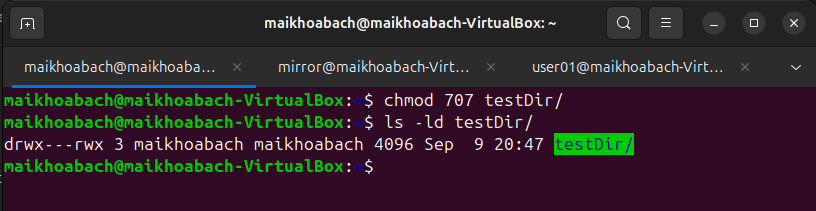 maikhoabach@maikhoabach-VirtualBox: ~
maikhoabach@maikhoaba... × mirror@maikhoabach-Virt... × user01@maikhoabach-Virt... ×
maikhoabach@maikhoabach-VirtualBox:~$ chmod 707 testDir/
maikhoabach@maikhoabach-VirtualBox:~$ ls -ld testDir/
drwx---rwx 3 maikhoabach maikhoabach 4096 Sep  9 20:47 testDir/
maikhoabach@maikhoabach-VirtualBox:~$